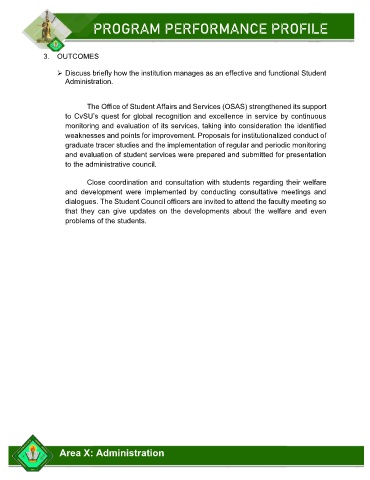 PROGRAM PERFORMANCE PROFILE
3. OUTCOMES
➢ Discuss briefly how the institution manages as an effective and functional Student
Administration.
The Office of Student Affairs and Services (OSAS) strengthened its support
to CvSU's quest for global recognition and excellence in service by continuous
monitoring and evaluation of its services, taking into consideration the identified
weaknesses and points for improvement. Proposals for institutionalized conduct of
graduate tracer studies and the implementation of regular and periodic monitoring
and evaluation of student services were prepared and submitted for presentation
to the administrative council.
Close coordination and consultation with students regarding their welfare
and development were implemented by conducting consultative meetings and
dialogues. The Student Council officers are invited to attend the faculty meeting so
that they can give updates on the developments about the welfare and even
problems of the students.
Area X: Administration